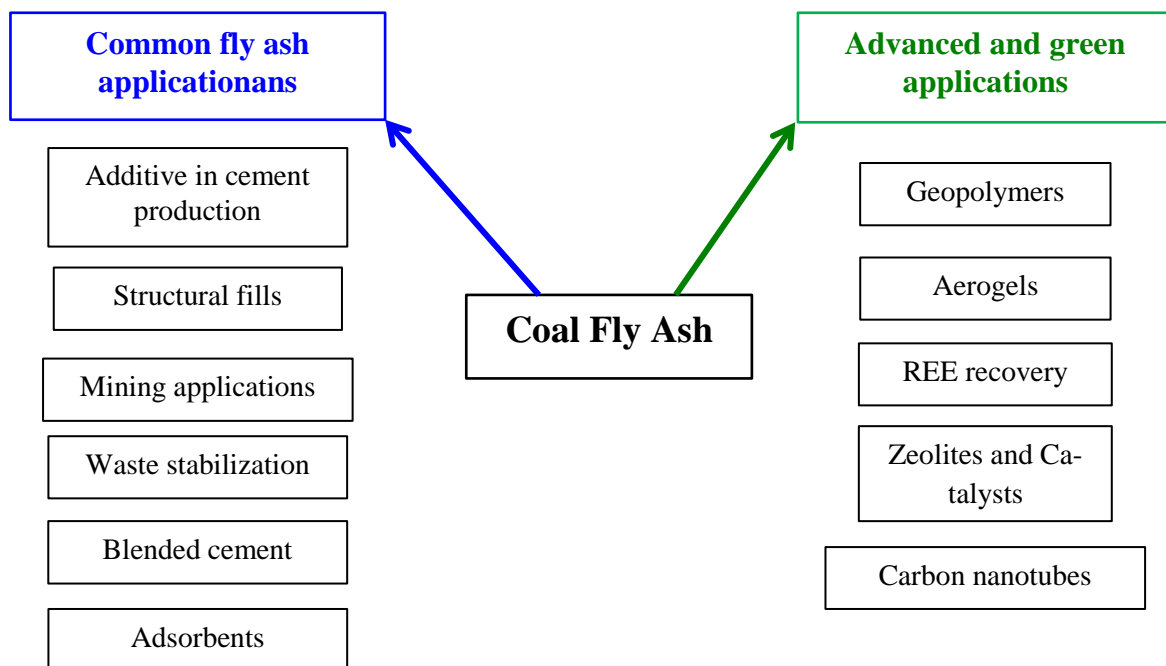 Common fly ash
applicationans
Additive in cement
production
Structural fills
Mining applications
Waste stabilization
Blended cement
Adsorbents
Coal Fly Ash
Advanced and green
applications
Geopolymers
Aerogels
REE recovery
Zeolites and Ca-
talysts
Carbon nanotubes